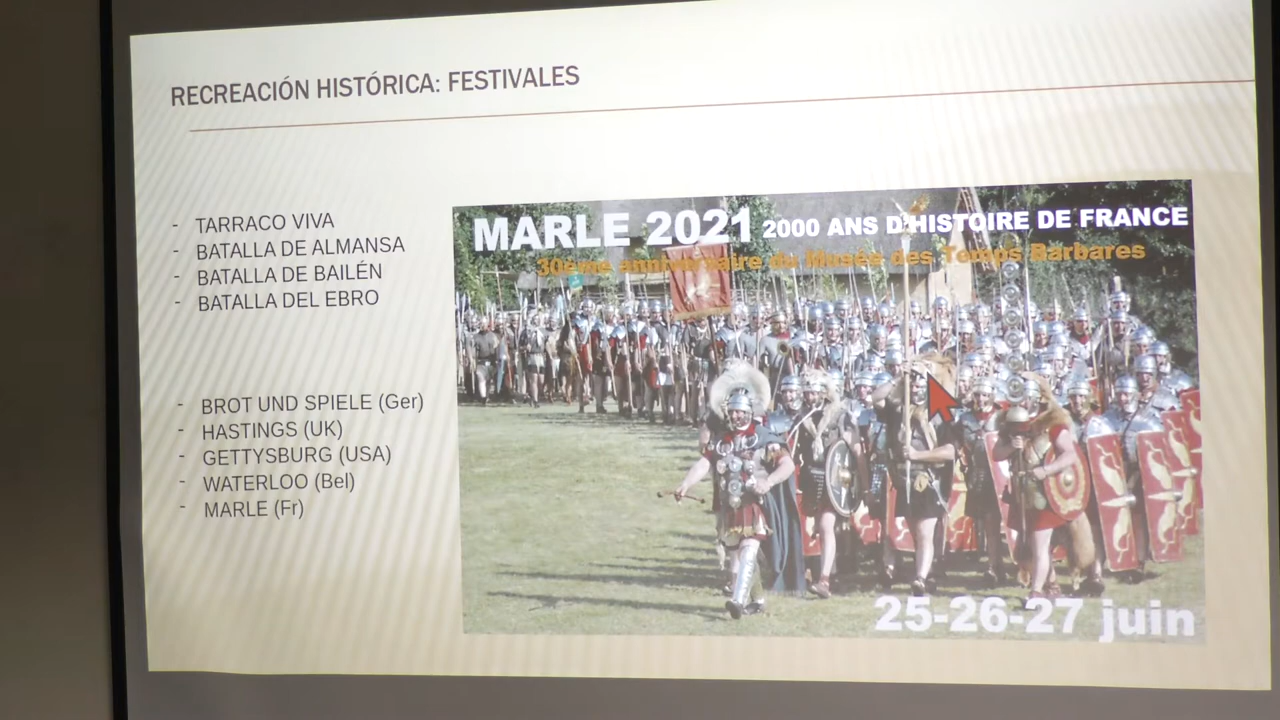 RECREACIÓN HISTÓRICA: FESTIVALES
- TARRACO VIVA
- BATALLA DE ALMANSA
- BATALLA DE BAILÉN
- BATALLA DEL EBRO
- BROT UND SPIELE (Ger)
- HASTINGS (UK)
- GETTYSBURG (USA)
- WATERLOO (Bel)
- MARLE (Fr)
MARLE 2021 2000 ANS D'HISTOIRE DE FRANCE
30ème anniversaire du Musée des Temps Barbares
25-26-27 juin